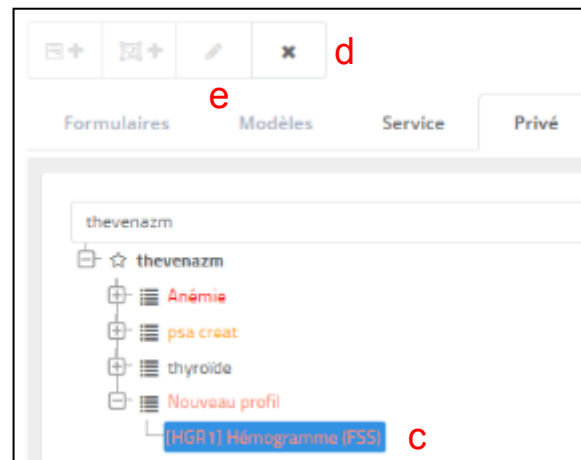 d
e
Formulaires Modèles Service Privé
thevenazm
thevenazm
Anémie
psa creat
thyroïde
Nouveau profil
[HGR1] Hémogramme (FSS) c